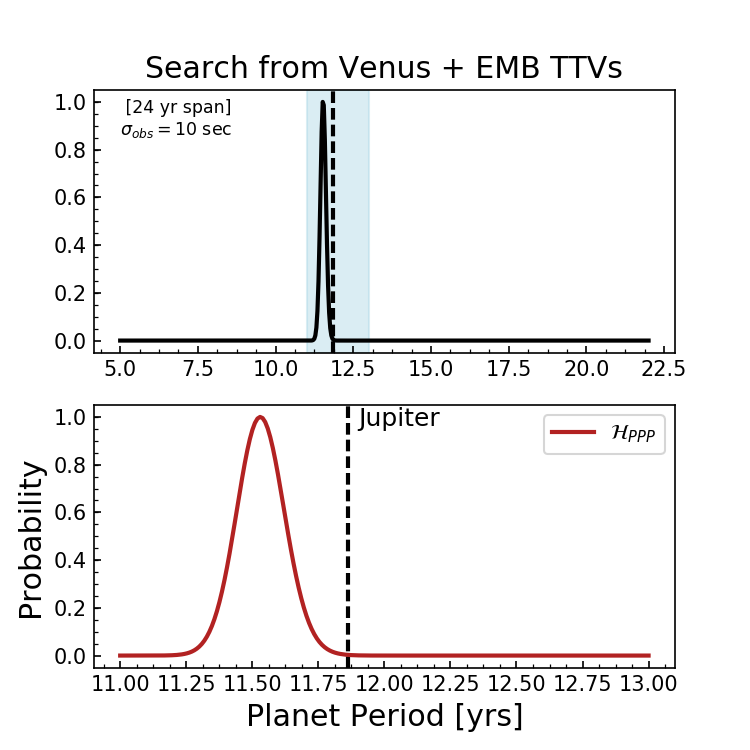 Search from Venus + EMB TTVs
[24 yr span]
σobs = 10 sec
1.0
0.8
0.6
0.4
0.2
0.0
5.0 7.5 10.0 12.5 15.0 17.5 20.0 22.5
Jupiter
ℋPPP
1.0
0.8
0.6
0.4
0.2
0.0
Probability
11.00 11.25 11.50 11.75 12.00 12.25 12.50 12.75 13.00
Planet Period [yrs]